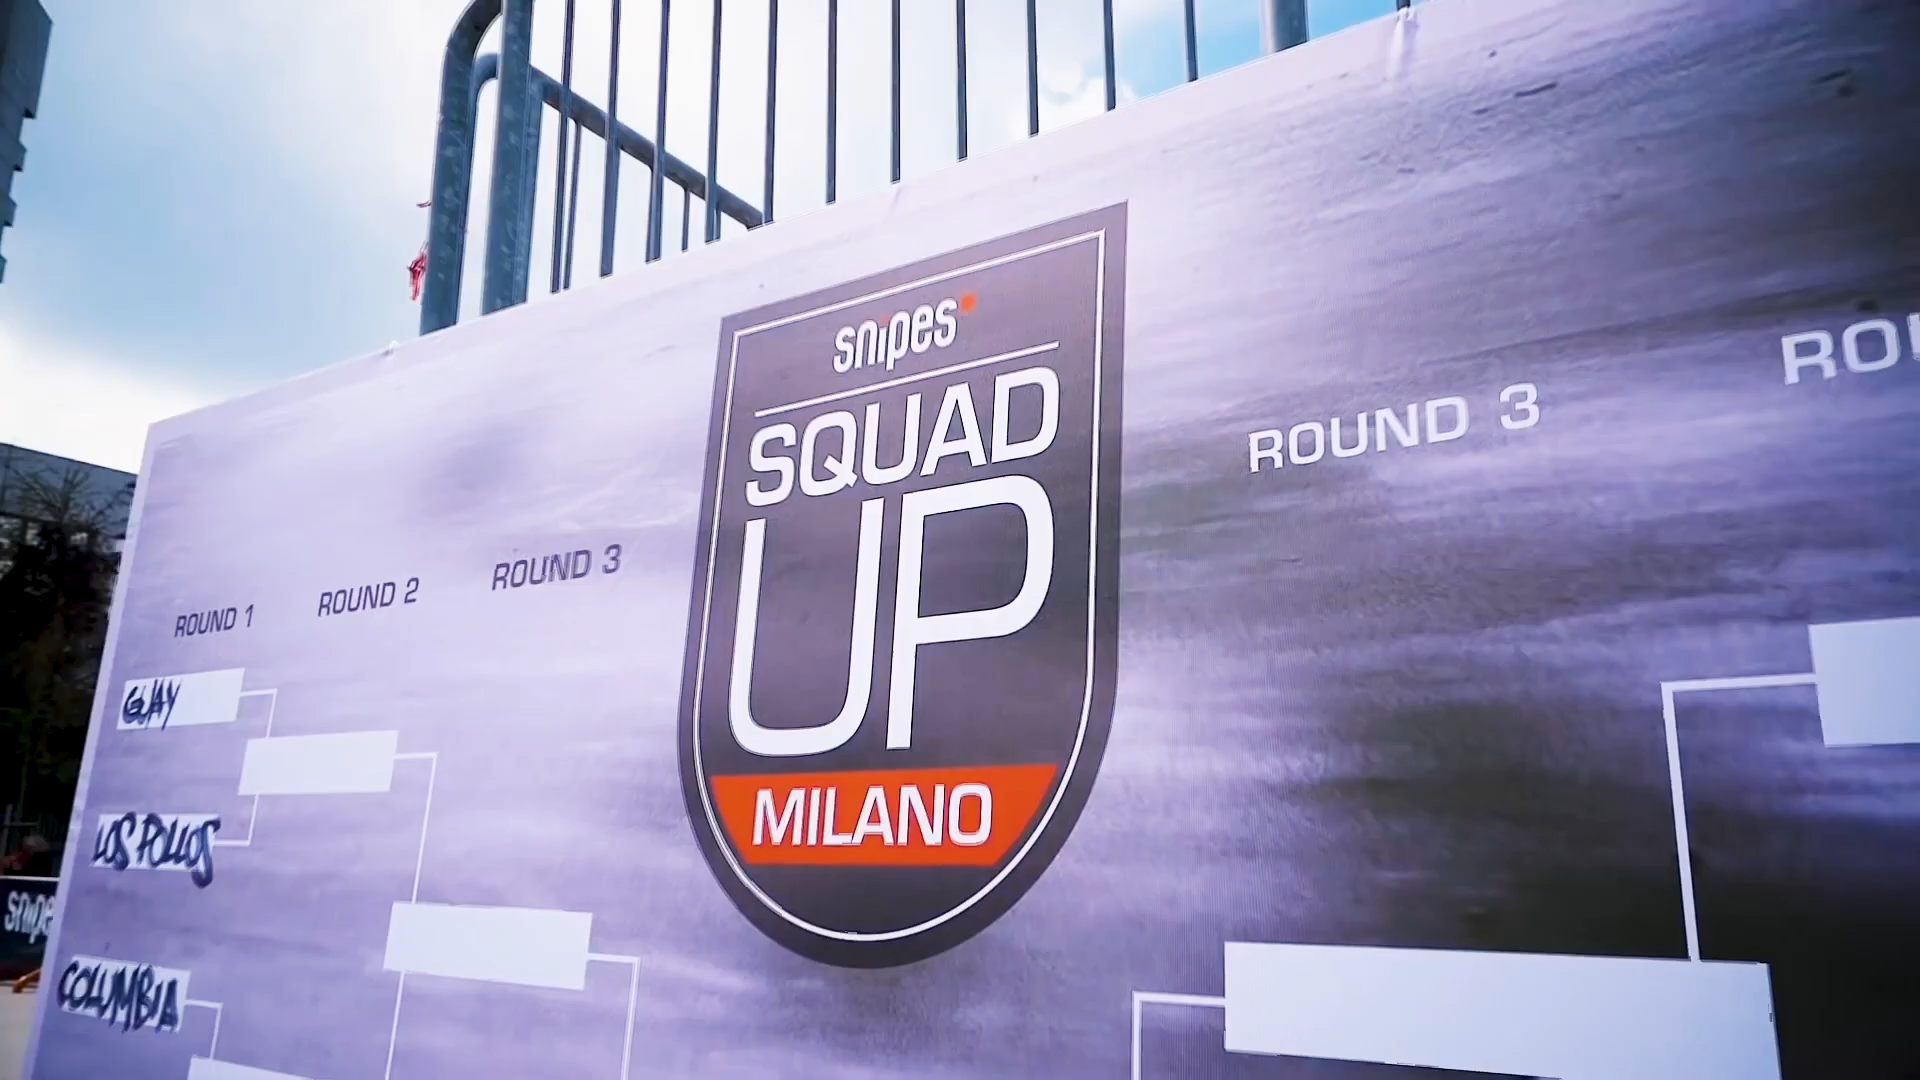 snipes
SQUAD
UP
MILANO
ROUND 1
ROUND 2
ROUND 3
ROUND 3
GUAY
LOS POLLOS
COLUMBIA